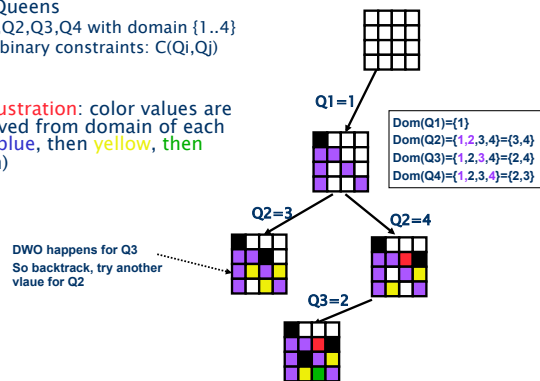 Queens
Q2,Q3,Q4 with domain {1..4}
binary constraints: C(Qi,Qj)
ustration: color values are
ved from domain of each
blue, then yellow, then
)
Q1=1
Dom(Q1)={1}
Dom(Q2)={1,2,3,4}={3,4}
Dom(Q3)={1,2,3,4}={2,4}
Dom(Q4)={1,2,3,4}={2,3}
Q2=3
Q2=4
DWO happens for Q3
So backtrack, try another
vlaue for Q2
Q3=2